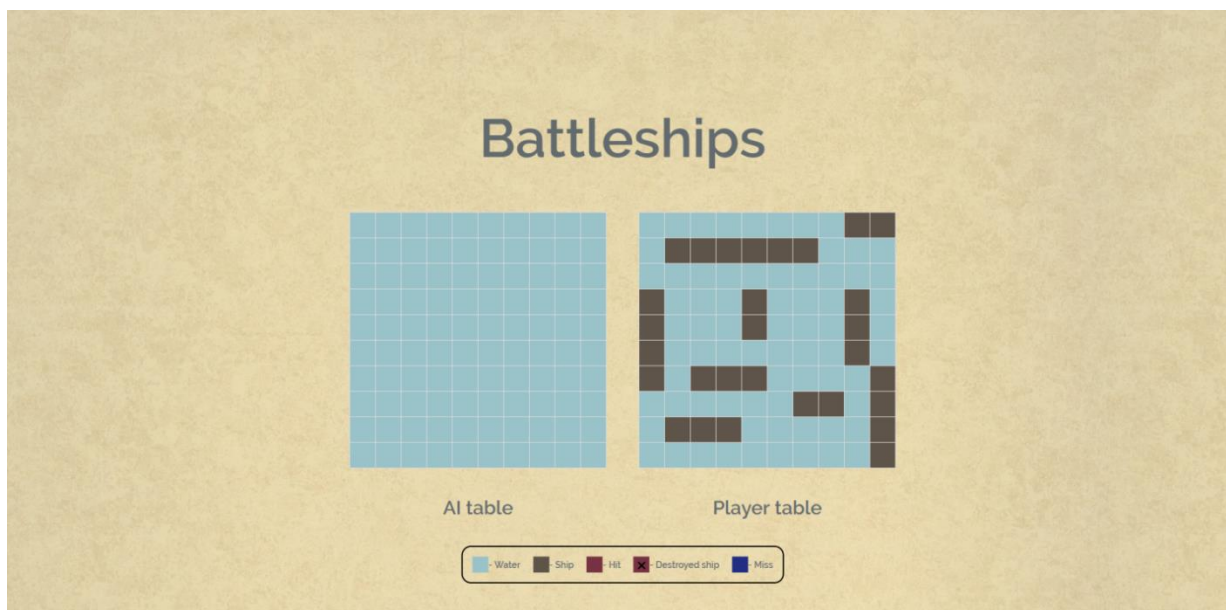 Battleships
AI table
Player table
- Water - Ship - Hit - Destroyed ship - Miss